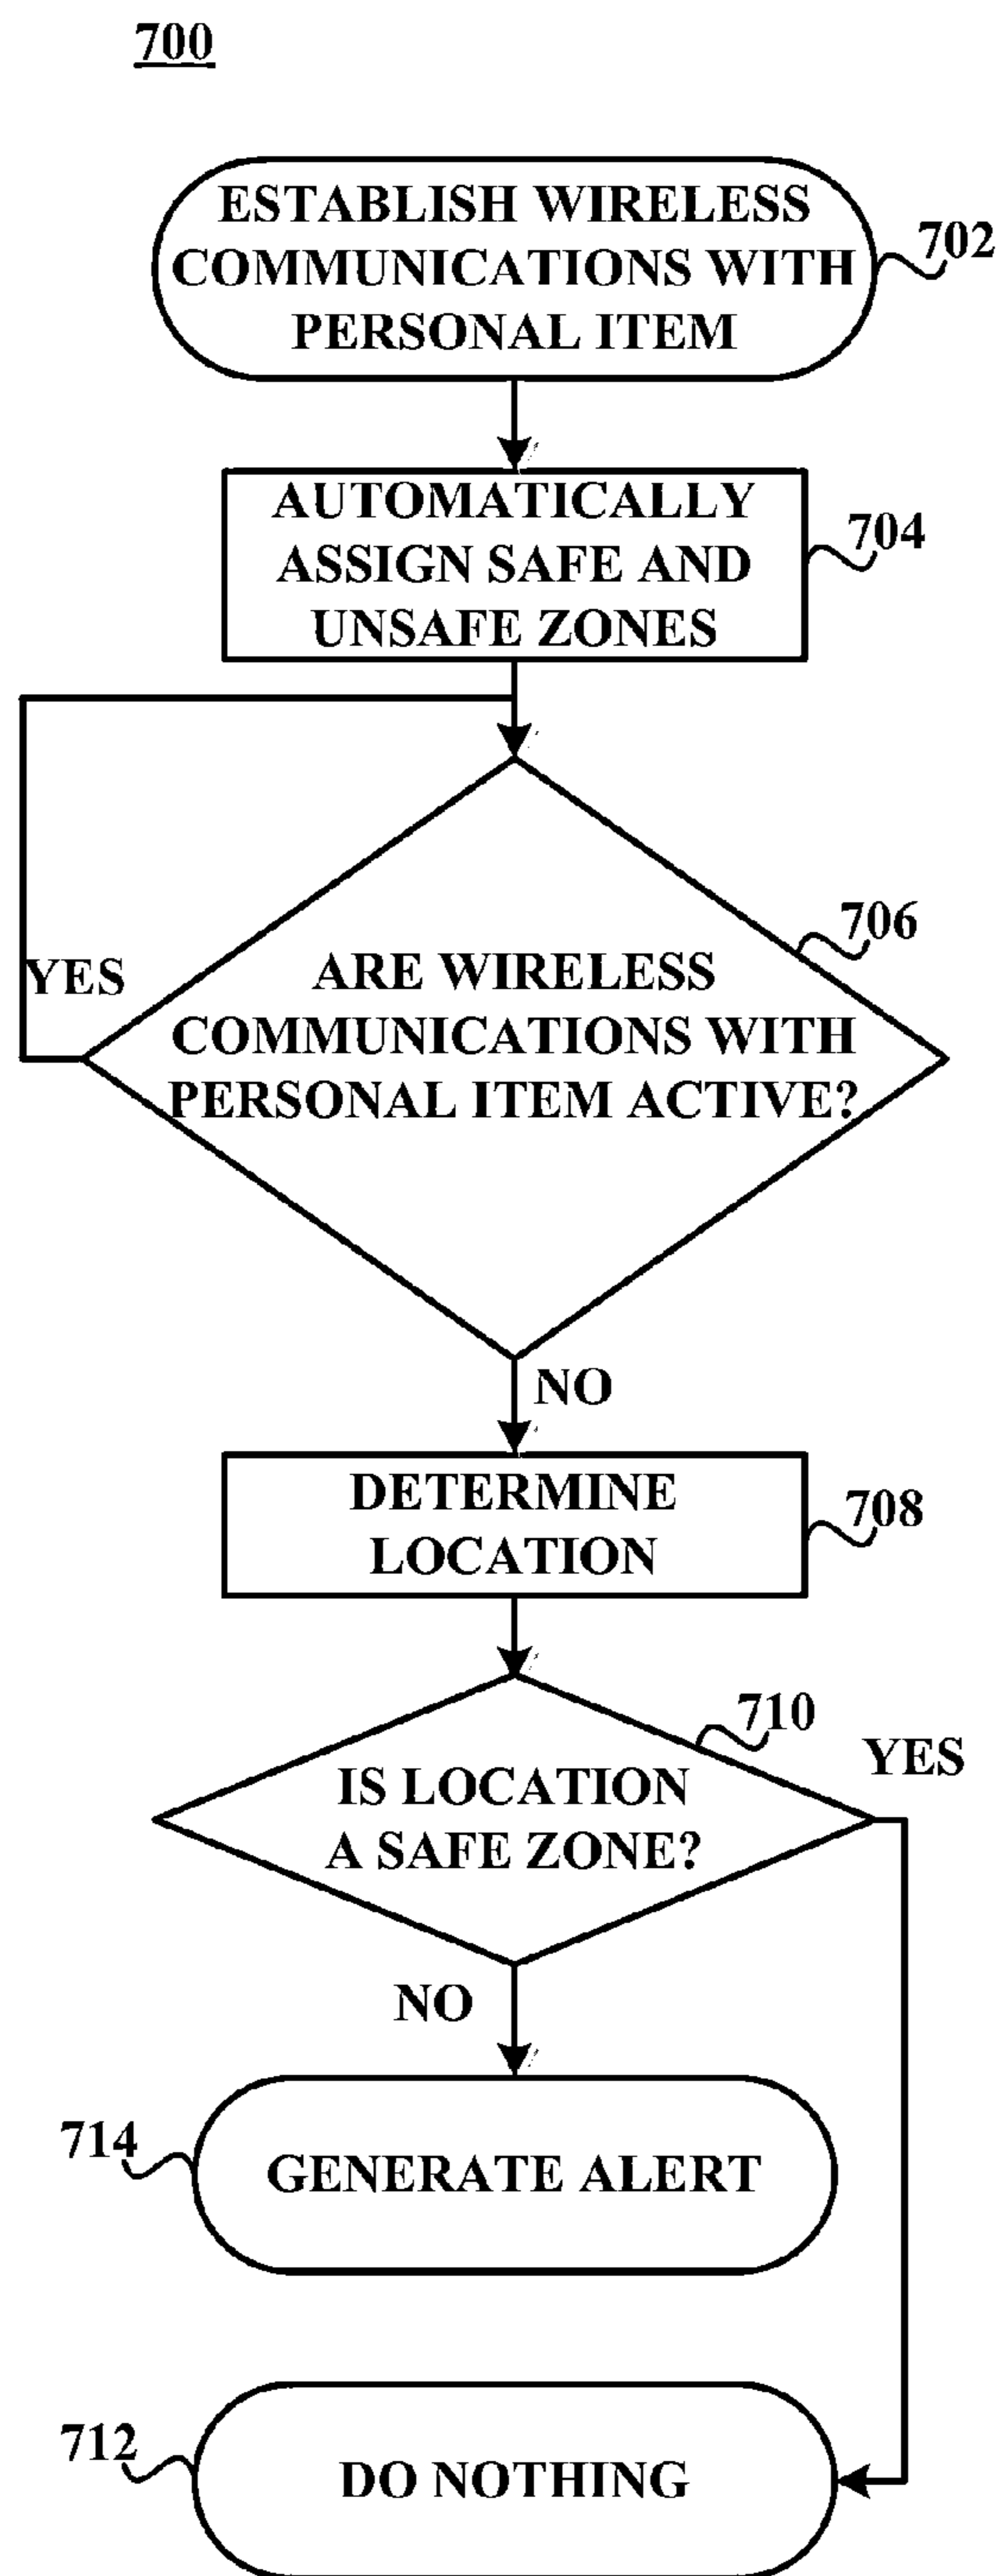 700
ESTABLISH WIRELESS
COMMUNICATIONS WITH
PERSONAL ITEM
702
AUTOMATICALLY
ASSIGN SAFE AND
UNSAFE ZONES
704
706
YES
ARE WIRELESS
COMMUNICATIONS WITH
PERSONAL ITEM ACTIVE?
NO
DETERMINE
LOCATION
708
710
YES
IS LOCATION
A SAFE ZONE?
NO
714
GENERATE ALERT
712
DO NOTHING